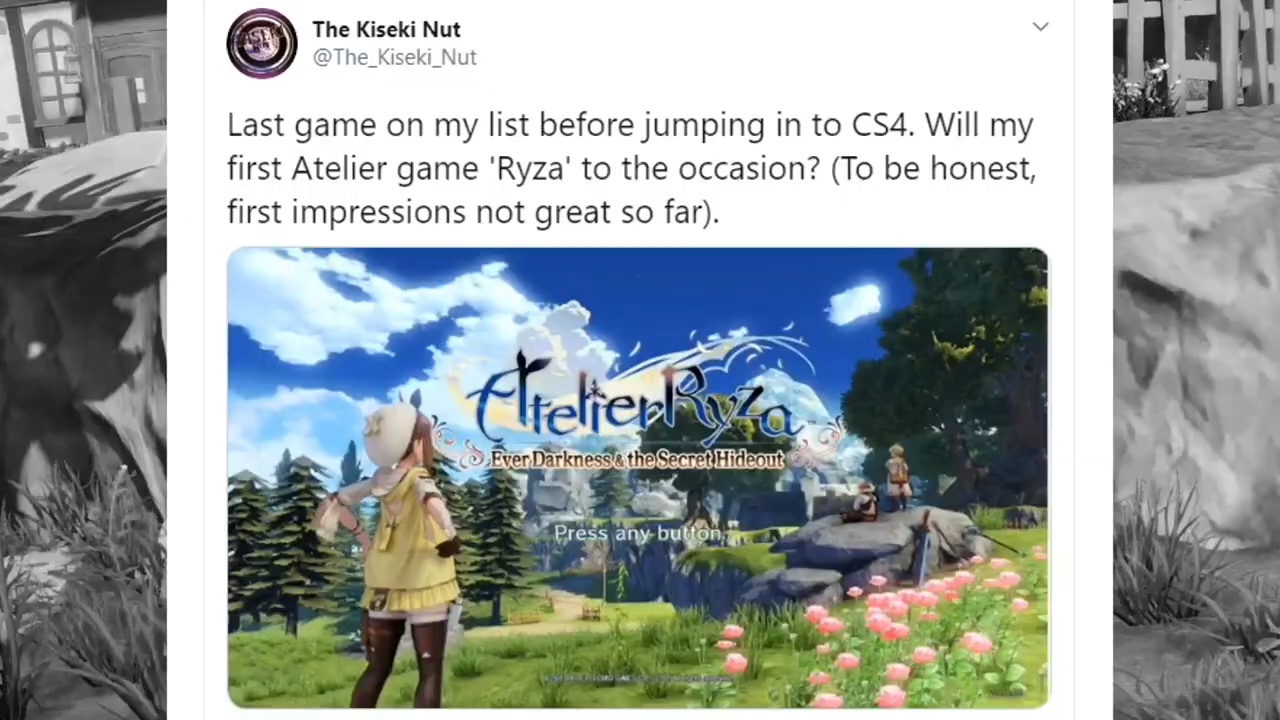 The Kiseki Nut
@The_Kiseki_Nut
Last game on my list before jumping in to CS4. Will my
first Atelier game 'Ryza' to the occasion? (To be honest,
first impressions not great so far).
Atelier Ryza
Ever Darkness & the Secret Hideout
Press any button